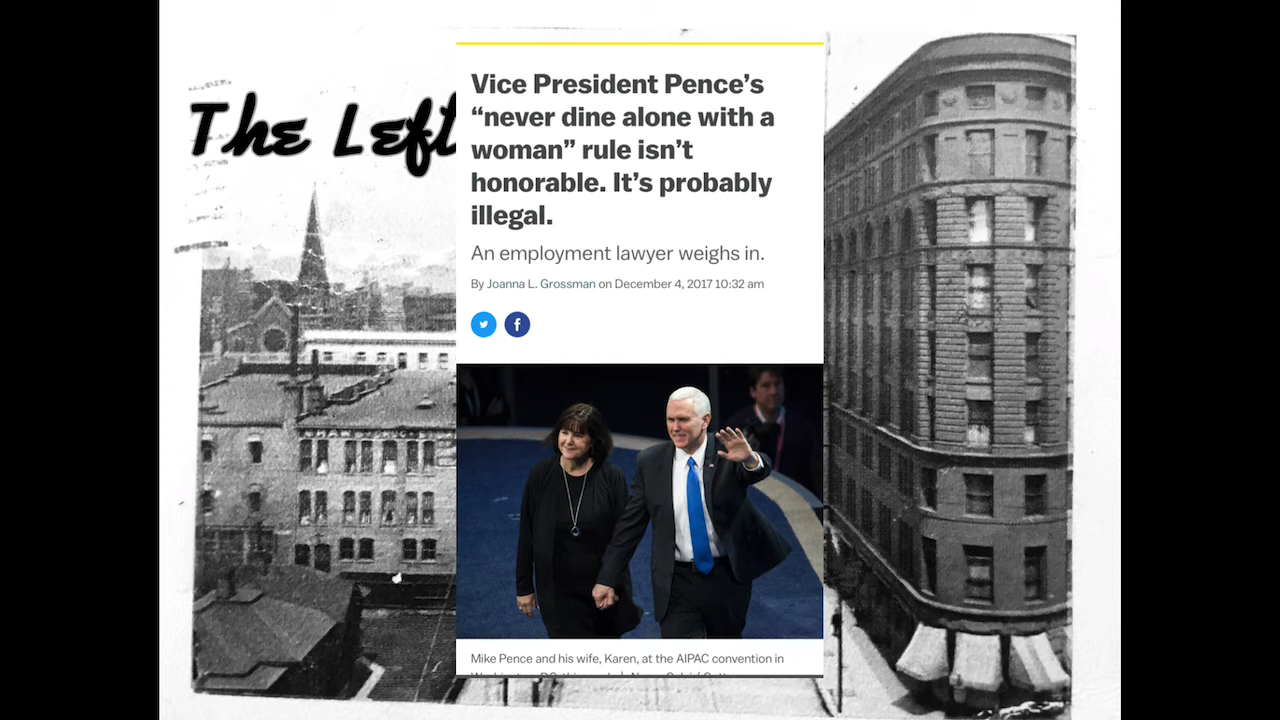 The Left
Vice President Pence’s
“never dine alone with a
woman” rule isn’t
honorable. It’s probably
illegal.
An employment lawyer weighs in.
By Joanna L. Grossman on December 4, 2017 10:32 am
Mike Pence and his wife, Karen, at the AIPAC convention in